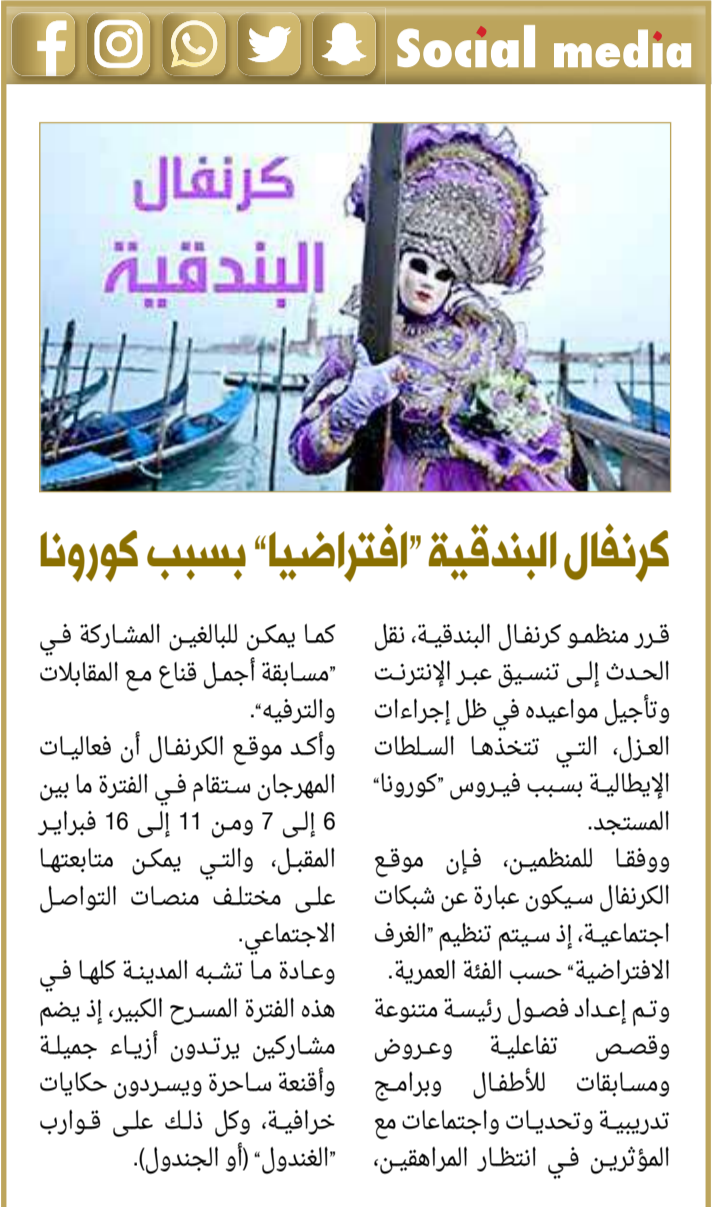 Social media
كرنفال
البندقية
كرنفال البندقية ”افتراضيا“ بسبب كورونا
قرر منظمو كرنفال البندقية، نقل
الحدث إلى تنسيق عبر الإنترنت
وتأجيل مواعيده في ظل إجراءات
العزل، التي تتخذها السلطات
الإيطالية بسبب فيروس ”كورونا“
المستجد.
ووفقا للمنظمين، فإن موقع
الكرنفال سيكون عبارة عن شبكات
اجتماعية، إذ سيتم تنظيم ”الغرف
الافتراضية“ حسب الفئة العمرية.
وتم إعداد فصول رئيسة متنوعة
وقصص تفاعلية وعروض
ومسابقات للأطفال وبرامج
تدريبية وتحديات واجتماعات مع
المؤثرين في انتظار المراهقين،
كما يمكن للبالغين المشاركة في
”مسابقة أجمل قناع مع المقابلات
والترفيه“.
وأكد موقع الكرنفال أن فعاليات
المهرجان ستقام في الفترة ما بين
6 إلى 7 ومن 11 إلى 16 فبراير
المقبل، والتي يمكن متابعتها
على مختلف منصات التواصل
الاجتماعي.
وعادة ما تشبه المدينة كلها في
هذه الفترة المسرح الكبير، إذ يضم
مشاركين يرتدون أزياء جميلة
وأقنعة ساحرة ويسردون حكايات
خرافية، وكل ذلك على قوارب
”الغندول“ (أو الجندول).